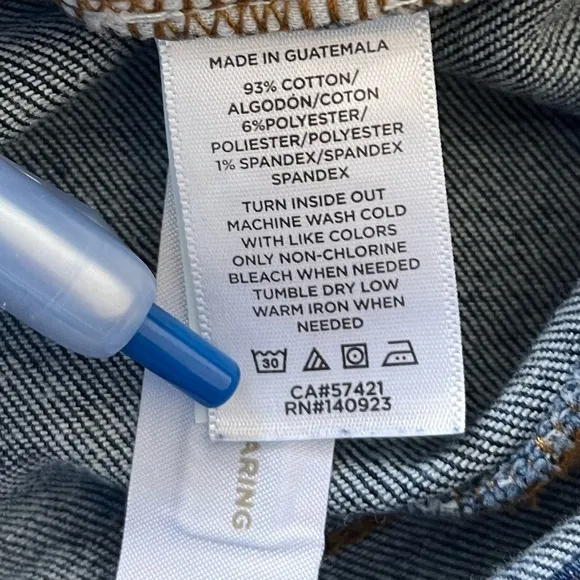 MADE IN GUATEMALA
93% COTTON/
ALGODÓN/COTON
6%POLYESTER/
POLIESTER/POLYESTER
1% SPANDEX/SPANDEX
SPANDEX
TURN INSIDE OUT
MACHINE WASH COLD
WITH LIKE COLORS
ONLY NON-CHLORINE
BLEACH WHEN NEEDED
TUMBLE DRY LOW
WARM IRON WHEN
NEEDED
30
CA#57421
RN#140923
ARING